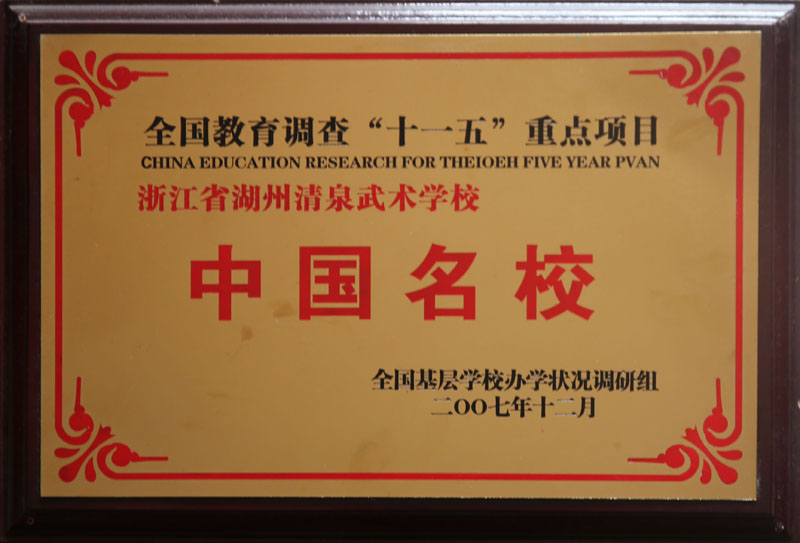 全国教育调查“十一五”重点项目
CHINA EDUCATION RESEARCH FOR THEIOEH FIVE YEAR PVAN
浙江省湖州清泉武术学校
中国名校
全国基层学校办学状况调研组
二〇〇七年十二月